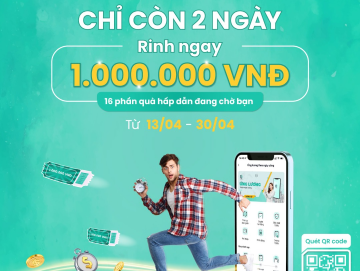 CHỈ CÒN 2 NGÀY
Rinh ngay
1.000.000 VNĐ
16 phần quà hấp dẫn đang chờ bạn
Từ 13/04 - 30/04
Quét QR code